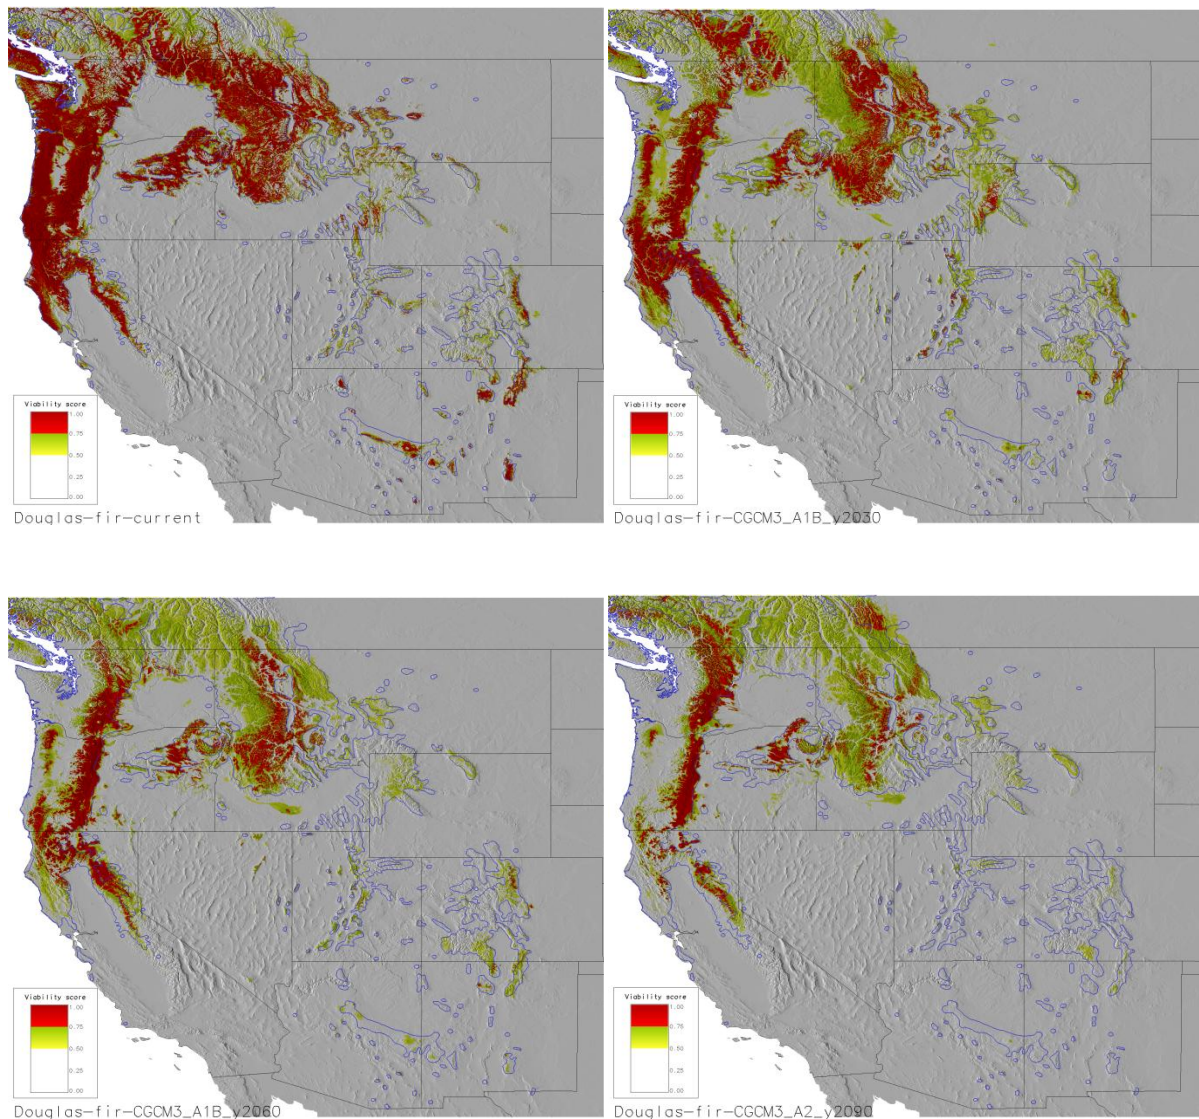 Viability score
1.00
0.75
0.50
0.25
0.00
Douglas-fir-current
Viability score
1.00
0.75
0.50
0.25
0.00
Douglas-fir-CGCM3_A1B_y2030
Viability score
1.00
0.75
0.50
0.25
0.00
Douglas-fir-CGCM3_A1B_y2060
Viability score
1.00
0.75
0.50
0.25
0.00
Douglas-fir-CGCM3_A2_y2090